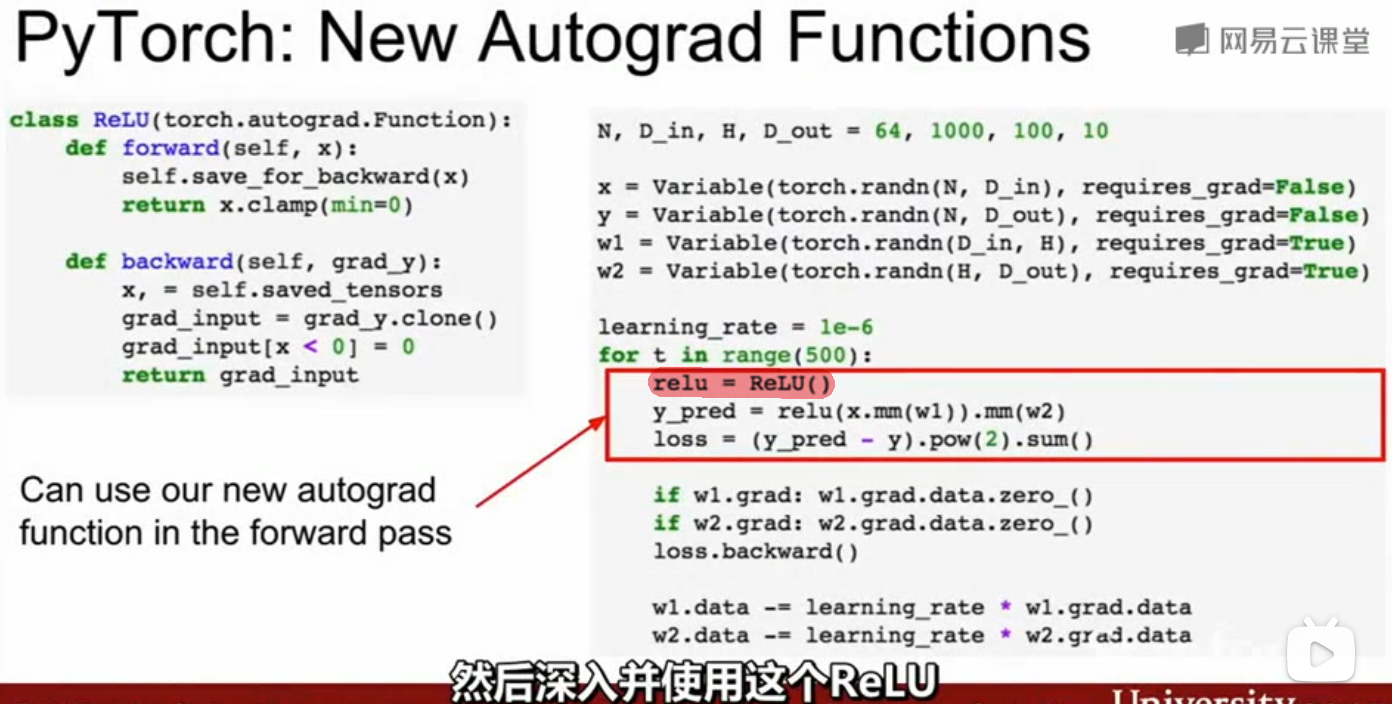 PyTorch: New Autograd Functions
网易云课堂
class ReLU(torch.autograd.Function):
    def forward(self, x):
        self.save_for_backward(x)
        return x.clamp(min=0)
    def backward(self, grad_y):
        x, = self.saved_tensors
        grad_input = grad_y.clone()
        grad_input[x < 0] = 0
        return grad_input
Can use our new autograd
function in the forward pass
N, D_in, H, D_out = 64, 1000, 100, 10
x = Variable(torch.randn(N, D_in), requires_grad=False)
y = Variable(torch.randn(N, D_out), requires_grad=False)
w1 = Variable(torch.randn(D_in, H), requires_grad=True)
w2 = Variable(torch.randn(H, D_out), requires_grad=True)
learning_rate = 1e-6
for t in range(500):
    relu = ReLU()
    y_pred = relu(x.mm(w1)).mm(w2)
    loss = (y_pred - y).pow(2).sum()
    if w1.grad: w1.grad.data.zero_()
    if w2.grad: w2.grad.data.zero_()
    loss.backward()
    w1.data -= learning_rate * w1.grad.data
    w2.data -= learning_rate * w2.grad.data
然后深入并使用这个ReLU
University